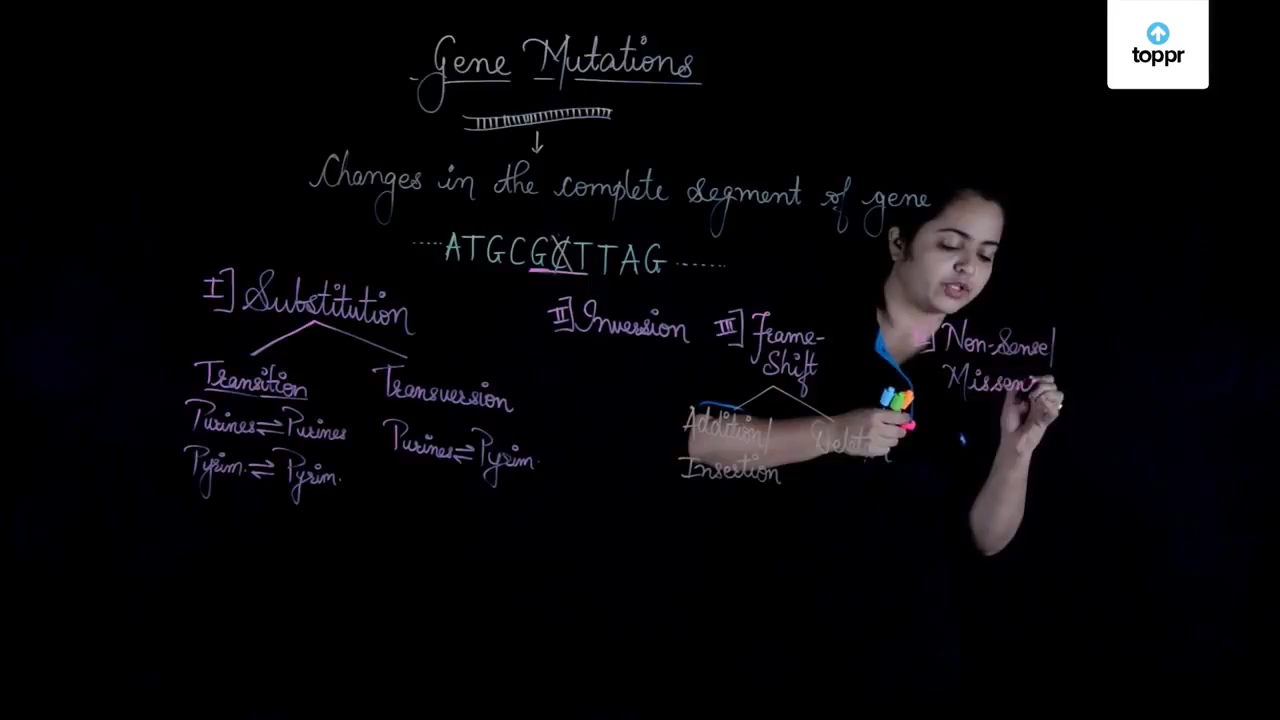 toppr
Gene Mutations
Changes in the complete segment of gene
.....ATGCGCTTAG......
I] Substitution
II] Inversion
III] Frame-
Shift
Non-Sense/
Missen
Transition
Purines ⇌ Purines
Pyrim. ⇌ Pyrim.
Transversion
Purines ⇌ Pyrim.
Addition/
Insertion